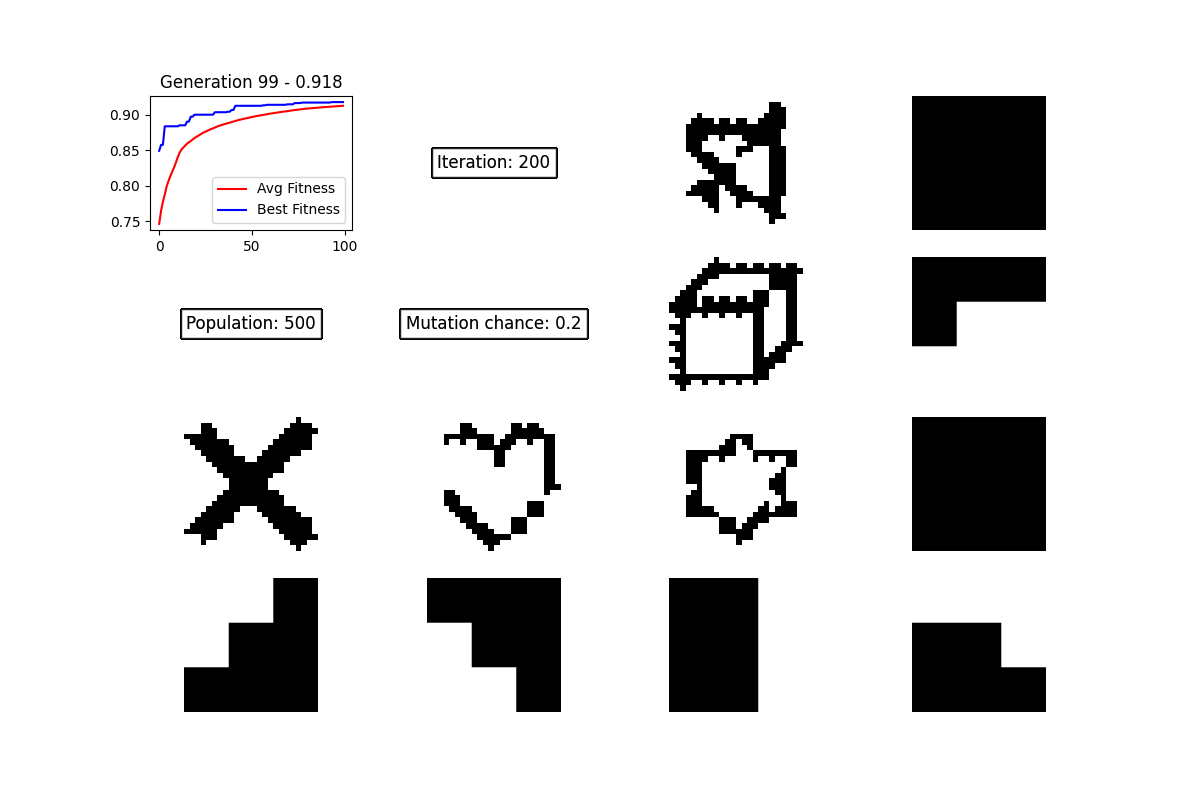 Generation 99 - 0.918
0.90
0.85
0.80
0.75
Avg Fitness
Best Fitness
0 50 100
Iteration: 200
Population: 500
Mutation chance: 0.2